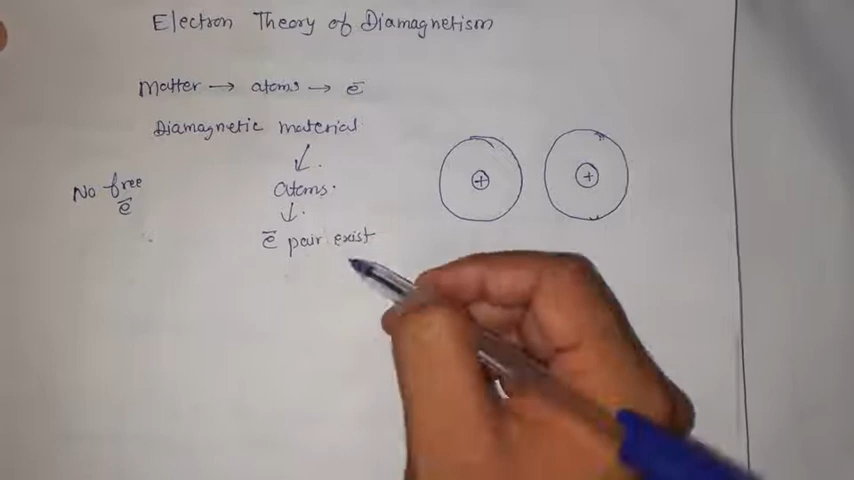 Electron Theory of Diamagnetism
Matter → atoms → e̅
Diamagnetic material
↓
No free
e̅
atoms.
↓
e̅ pair exist
+
+